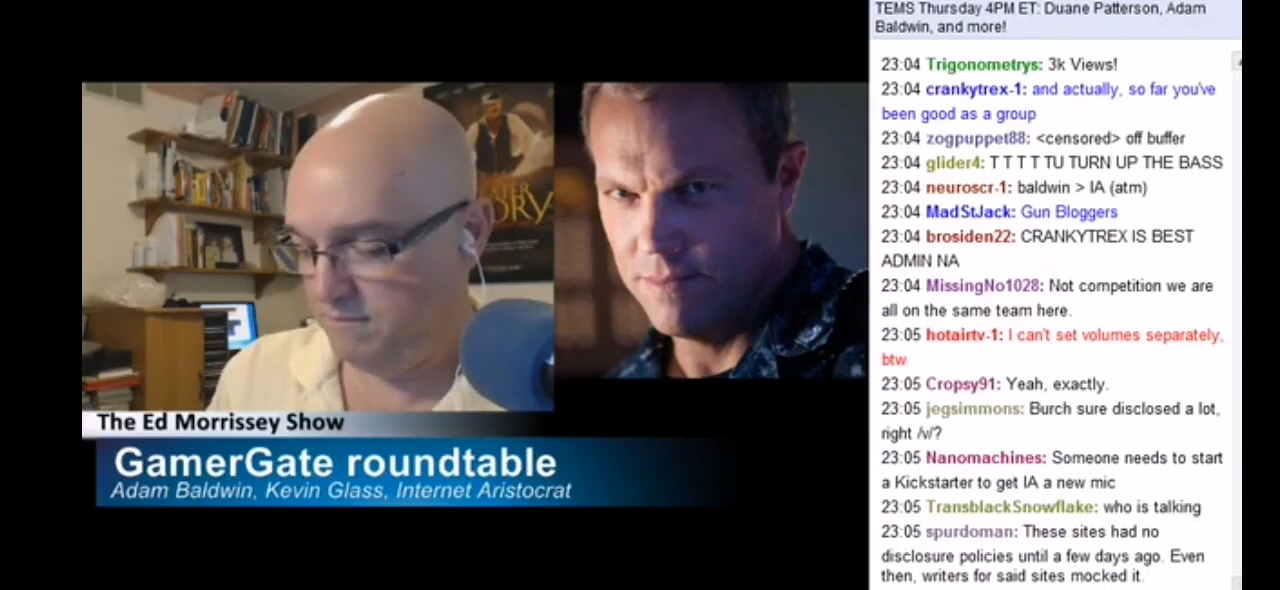 TEMS Thursday 4PM ET: Duane Patterson, Adam
Baldwin, and more!
23:04 Trigonometrys: 3k Views!
23:04 crankytrex-1: and actually, so far you've
been good as a group
23:04 zogpuppet88: <censored> off buffer
23:04 glider4: T T T T TU TURN UP THE BASS
23:04 neuroscr-1: baldwin > IA (atm)
23:04 MadStJack: Gun Bloggers
23:04 brosiden22: CRANKYTREX IS BEST
ADMIN NA
23:04 MissingNo1028: Not competition we are
all on the same team here.
23:05 hotairtv-1: I can't set volumes separately,
btw
23:05 Cropsy91: Yeah, exactly.
23:05 jegsimmons: Burch sure disclosed a lot,
right /v/?
23:05 Nanomachines: Someone needs to start
a Kickstarter to get IA a new mic
23:05 TransblackSnowflake: who is talking
23:05 spurdoman: These sites had no
disclosure policies until a few days ago. Even
then, writers for said sites mocked it.
The Ed Morrissey Show
GamerGate roundtable
Adam Baldwin, Kevin Glass, Internet Aristocrat